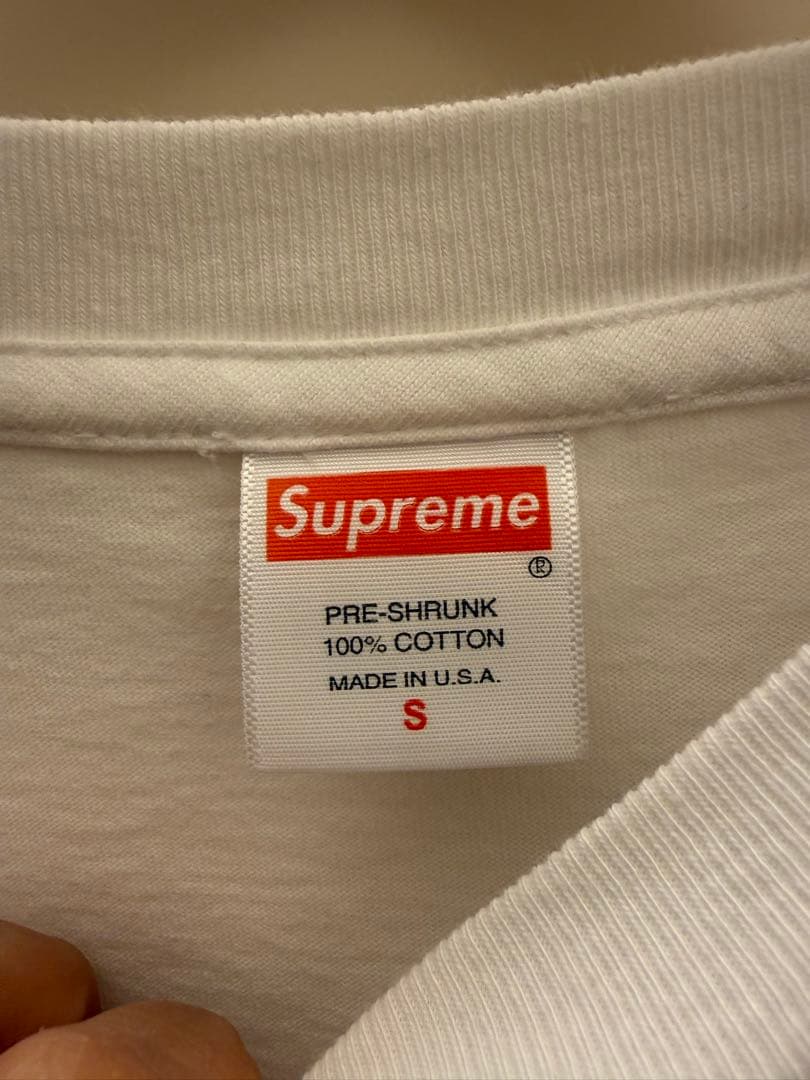 Supreme
®
PRE-SHRUNK
100% COTTON
MADE IN U.S.A.
S